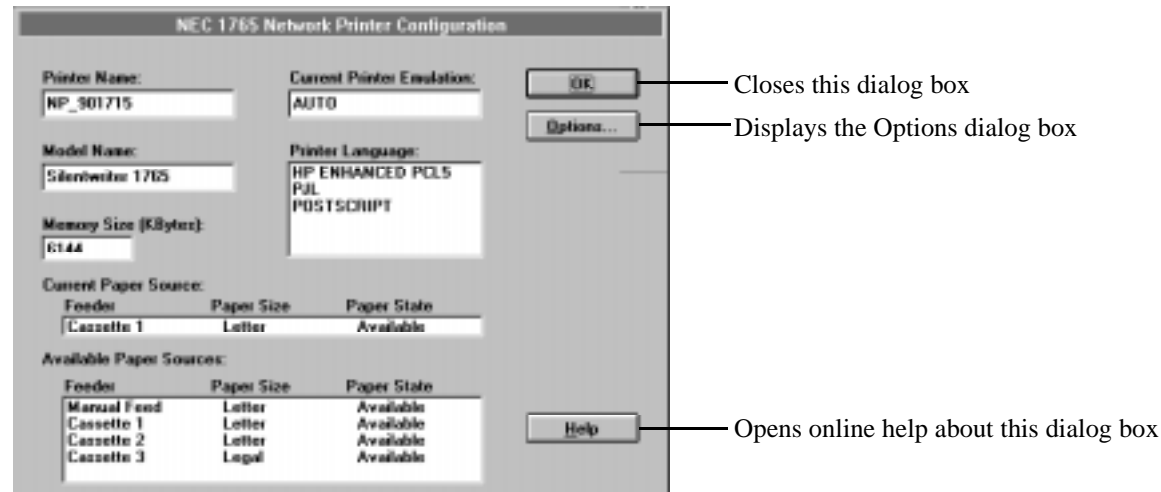 NEC 1765 Network Printer Configuration
Printer Name:
NP_901715
Current Printer Emulation:
AUTO
OK
Closes this dialog box
Options...
Displays the Options dialog box
Model Name:
Silentwriter 1765
Printer Language:
HP ENHANCED PCL5
PJL
POSTSCRIPT
Memory Size (KBytes):
6144
Current Paper Source:
Feeder Paper Size Paper State
Cassette 1 Letter Available
Available Paper Sources:
Feeder Paper Size Paper State
Manual Feed Letter Available
Cassette 1 Letter Available
Cassette 2 Letter Available
Cassette 3 Legal Available
Help
Opens online help about this dialog box